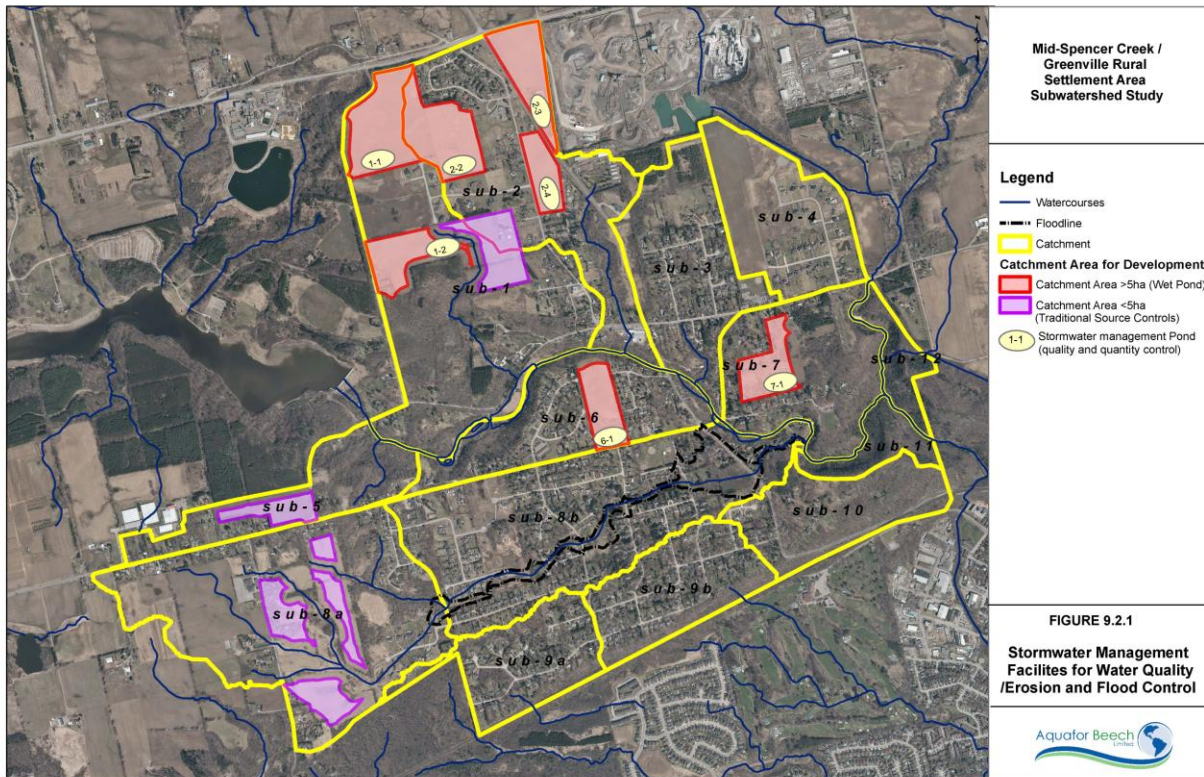 Mid-Spencer Creek /
Greenville Rural
Settlement Area
Subwatershed Study
Legend
Watercourses
Floodline
Catchment
Catchment Area for Development
Catchment Area >5ha (Wet Pond)
Catchment Area <5ha
(Traditional Source Controls)
1-1
Stormwater management Pond
(quality and quantity control)
FIGURE 9.2.1
Stormwater Management
Facilites for Water Quality
/Erosion and Flood Control
Aquafor Beech
Limited
2-3
1-1
2-2
2-4
sub-2
sub-4
1-2
sub-3
sub-1
sub-12
sub-7
7-1
sub-6
6-1
sub-11
sub-5
sub-8b
sub-10
sub-9b
sub-8a
sub-9a